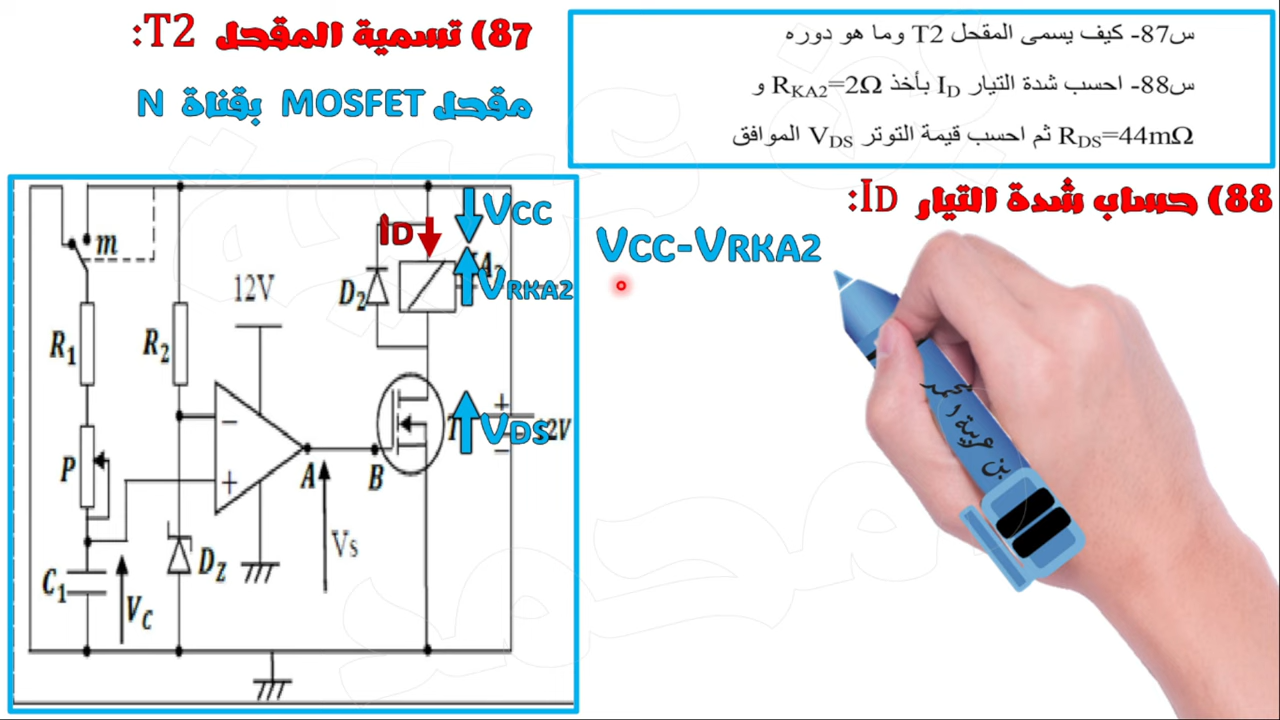 87) تسمية المقحل T2:
مقحل MOSFET بقناة N
س87- كيف يسمى المقحل T2 وما هو دوره
س88- احسب شدة التيار ID بأخذ RKA2=2Ω و
RDS=44mΩ ثم احسب قيمة التوتر VDS الموافق
88) حساب شدة التيار ID:
VCC-VRKA2
VCC
ID
m
VRKA2
12V
D2
R1
R2
P
−
+
A
B
VDS
+
12V
−
Vs
C1
VC
DZ